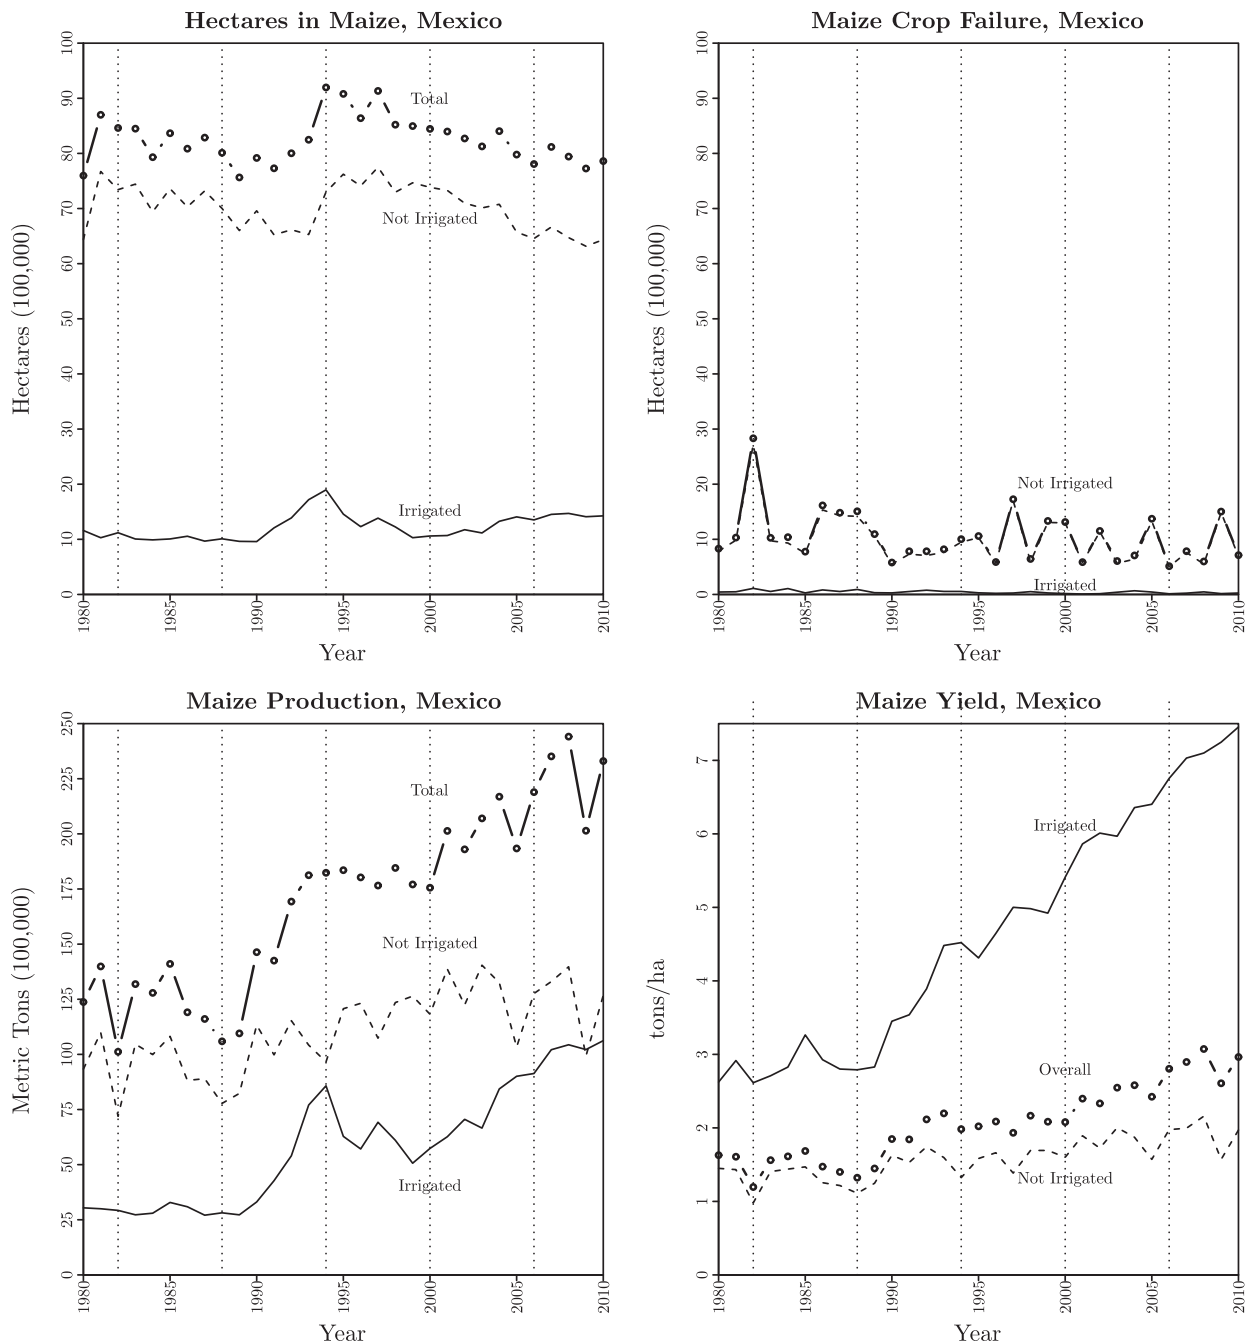 Hectares in Maize, Mexico
Hectares (100,000)
0 10 20 30 40 50 60 70 80 90 100
Total
Not Irrigated
Irrigated
1980 1985 1990 1995 2000 2005 2010
Year
Maize Crop Failure, Mexico
Hectares (100,000)
0 10 20 30 40 50 60 70 80 90 100
Not Irrigated
Irrigated
1980 1985 1990 1995 2000 2005 2010
Year
Maize Production, Mexico
Metric Tons (100,000)
0 25 50 75 100 125 150 175 200 225 250
Total
Not Irrigated
Irrigated
1980 1985 1990 1995 2000 2005 2010
Year
Maize Yield, Mexico
tons/ha
0 1 2 3 4 5 6 7
Irrigated
Overall
Not Irrigated
1980 1985 1990 1995 2000 2005 2010
Year